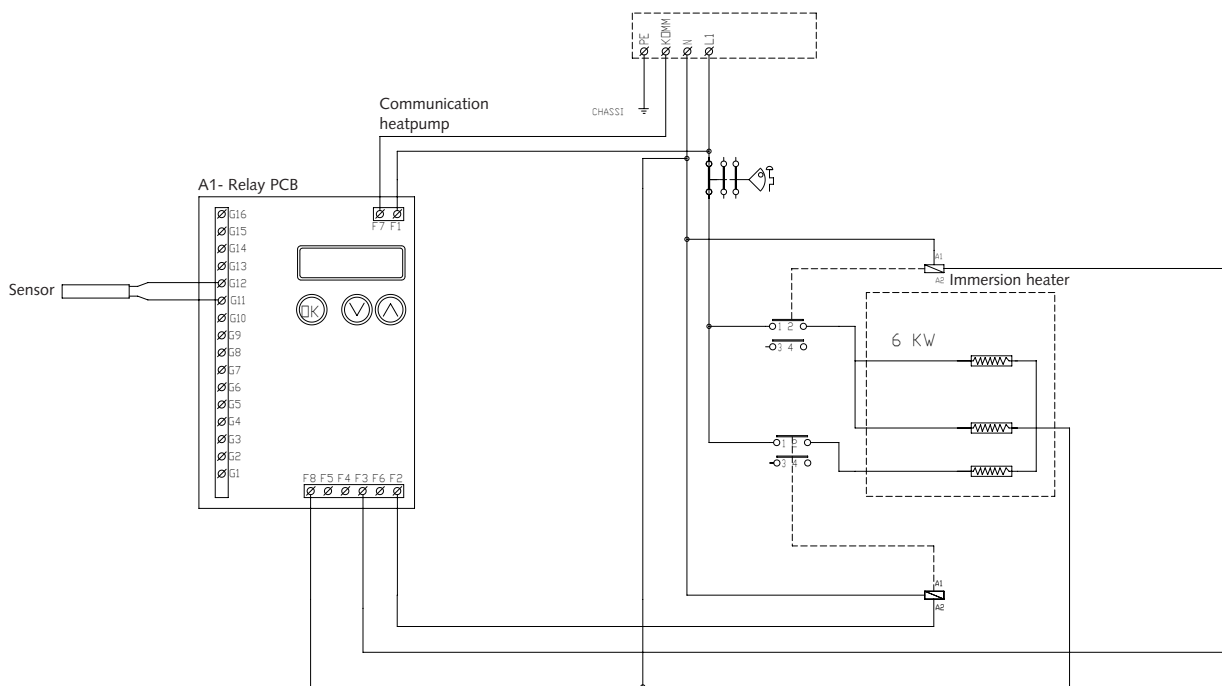 PE
KOMM
N
L1
CHASSI
Communication
heatpump
A1- Relay PCB
F7 F1
G16
G15
G14
G13
G12
G11
G10
G9
G8
G7
G6
G5
G4
G3
G2
G1
Sensor
OK
A1
A2
Immersion heater
1 2
3 4
6 KW
1 2
3 4
F8 F5 F4 F3 F6 F2
A1
A2